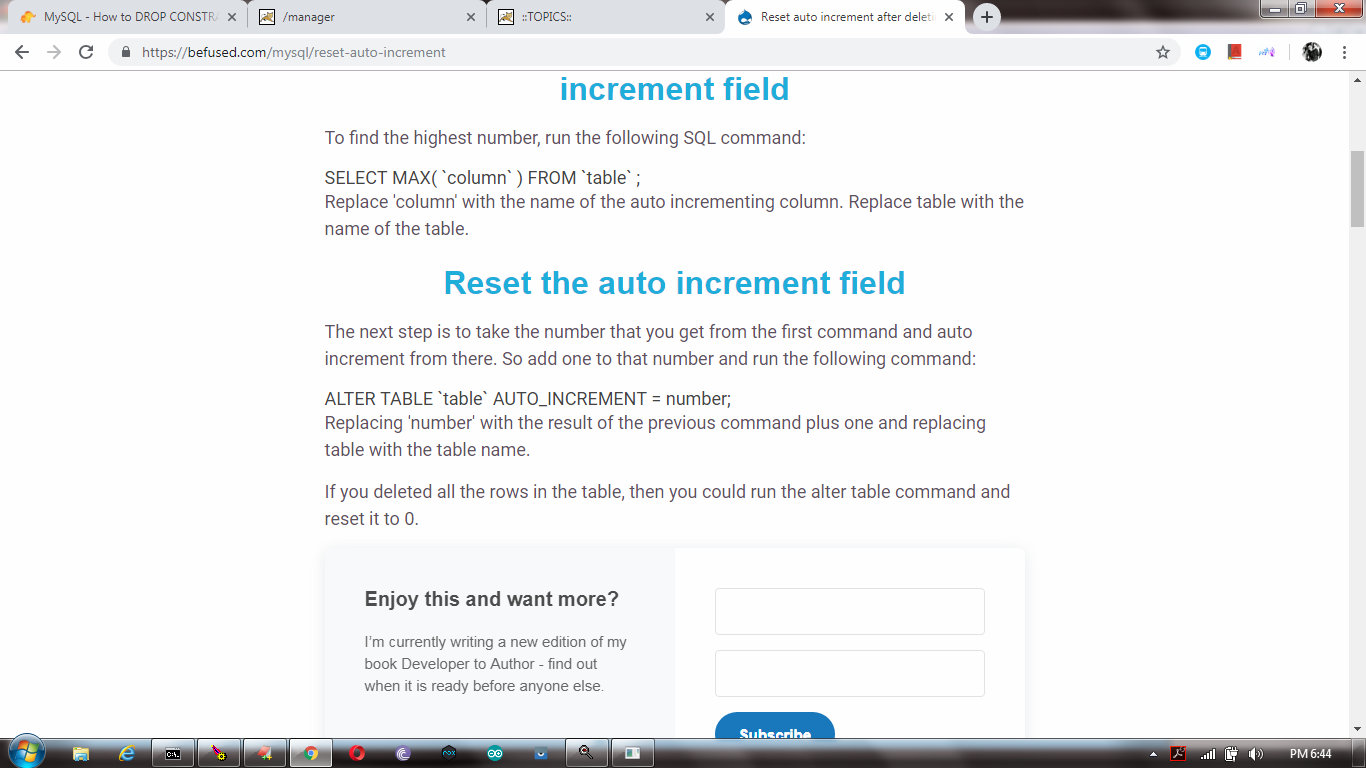 MySQL - How to DROP CONSTRA
/manager
::TOPICS::
Reset auto increment after deleti
https://befused.com/mysql/reset-auto-increment
increment field
To find the highest number, run the following SQL command:
SELECT MAX( `column` ) FROM `table` ;
Replace 'column' with the name of the auto incrementing column. Replace table with the
name of the table.
Reset the auto increment field
The next step is to take the number that you get from the first command and auto
increment from there. So add one to that number and run the following command:
ALTER TABLE `table` AUTO_INCREMENT = number;
Replacing 'number' with the result of the previous command plus one and replacing
table with the table name.
If you deleted all the rows in the table, then you could run the alter table command and
reset it to 0.
Enjoy this and want more?
I'm currently writing a new edition of my
book Developer to Author - find out
when it is ready before anyone else.
Subscribe
PM 6:44